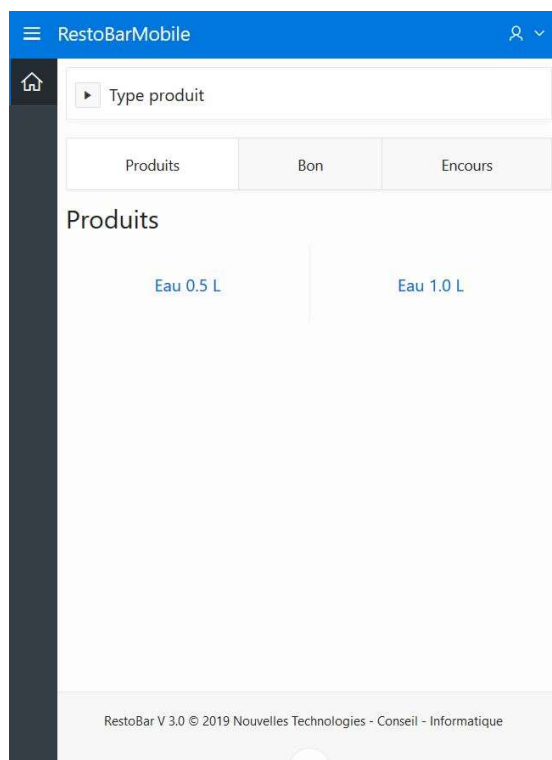 RestoBarMobile
Type produit
Produits Bon Encours
Produits
Eau 0.5 L Eau 1.0 L
RestoBar V 3.0 © 2019 Nouvelles Technologies - Conseil - Informatique